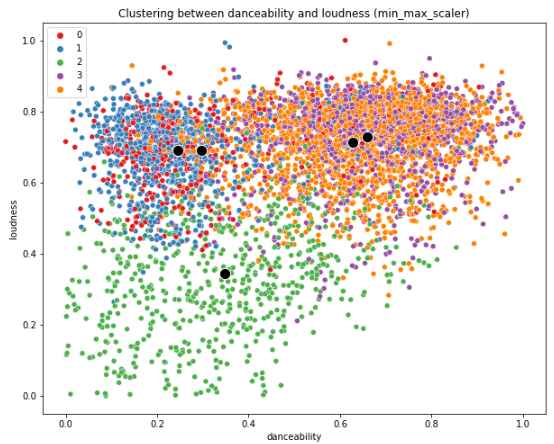 Clustering between danceability and loudness (min_max_scaler)
0
1
2
3
4
1.0
0.8
0.6
0.4
0.2
0.0
loudness
0.0 0.2 0.4 0.6 0.8 1.0
danceability